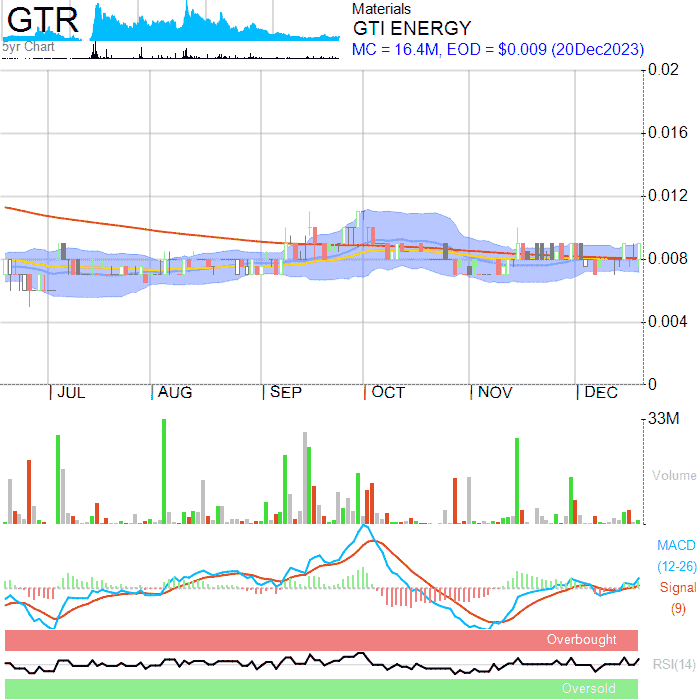 GTR
5yr Chart
Materials
GTI ENERGY
MC = 16.4M, EOD = $0.009 (20Dec2023)
0.02
0.016
0.012
0.008
0.004
0
JUL AUG SEP OCT NOV DEC
33M
Volume
MACD
(12-26)
Signal
(9)
Overbought
RSI(14)
Oversold